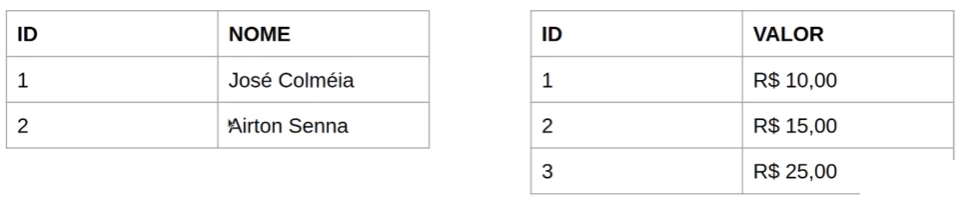 ID NOME
1 José Colméia
2 Airton Senna
ID VALOR
1 R$ 10,00
2 R$ 15,00
3 R$ 25,00